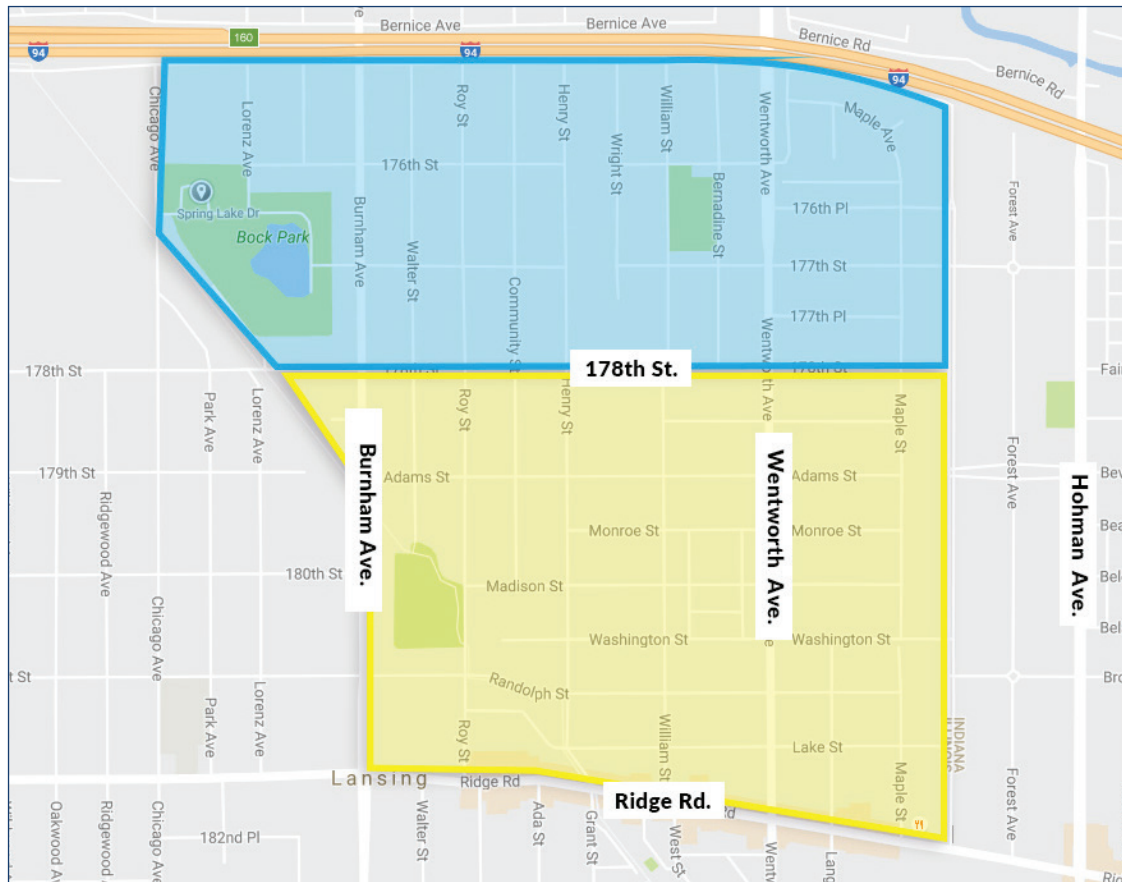 Bernice Ave
Bernice Ave
160
94
94
Bernice Rd
94
Bernice Rd
Chicago Ave
Lorenz Ave
Roy St
Henry St
William St
Wentworth Ave
Maple Ave
176th St
Wright St
Bernadine St
Spring Lake Dr
Bock Park
Burnham Ave
Walter St
176th Pl
Forest Ave
177th St
Community St
177th Pl
Wentworth Ave
178th St
178th St.
Park Ave
Lorenz Ave
Roy St
Henry St
Maple St
Burnham Ave.
Wentworth Ave.
Hohman Ave.
179th St
Adams St
Adams St
Forest Ave
Ridgewood Ave
Monroe St
Monroe St
180th St
Madison St
Chicago Ave
Washington St
Washington St
Randolph St
Park Ave
Lorenz Ave
Roy St
William St
Lake St
INDIANA
ILLINOIS
Maple St
Forest Ave
Lansing
Ridge Rd
Ridge Rd.
Rd
Oakwood Av
Ridgewood
Chicago Ave
182nd Pl
Walter St
Ada St
Grant St
West St